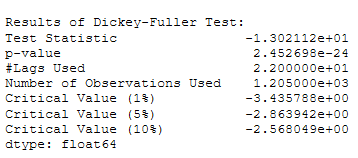 Results of Dickey-Fuller Test:
Test Statistic -1.302112e+01
p-value 2.452698e-24
#Lags Used 2.200000e+01
Number of Observations Used 1.205000e+03
Critical Value (1%) -3.435788e+00
Critical Value (5%) -2.863942e+00
Critical Value (10%) -2.568049e+00
dtype: float64